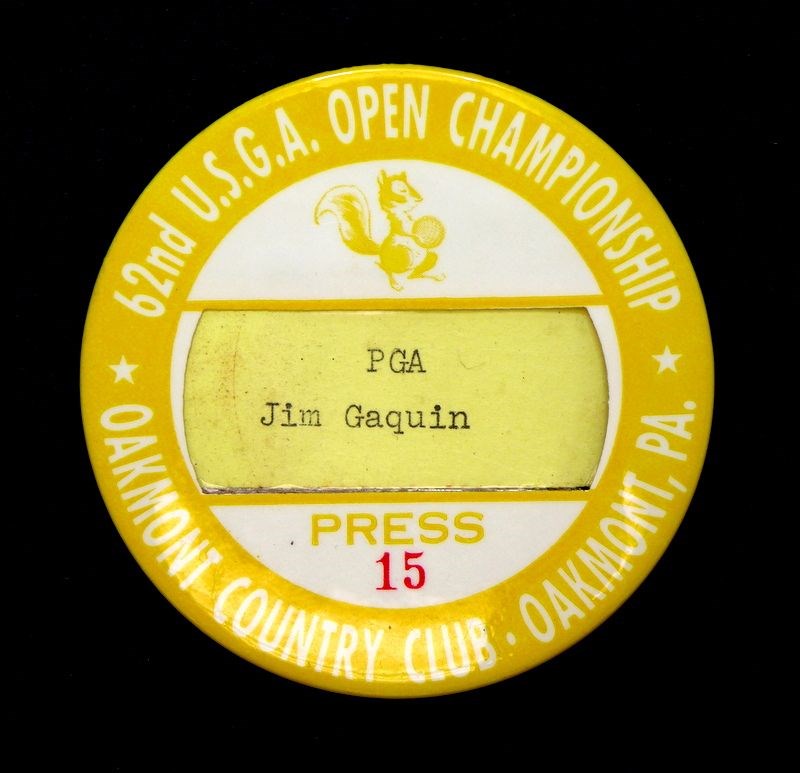 62nd U.S.G.A. OPEN CHAMPIONSHIP
PGA
Jim Gaquin
PRESS
15
★ OAKMONT COUNTRY CLUB · OAKMONT, PA. ★